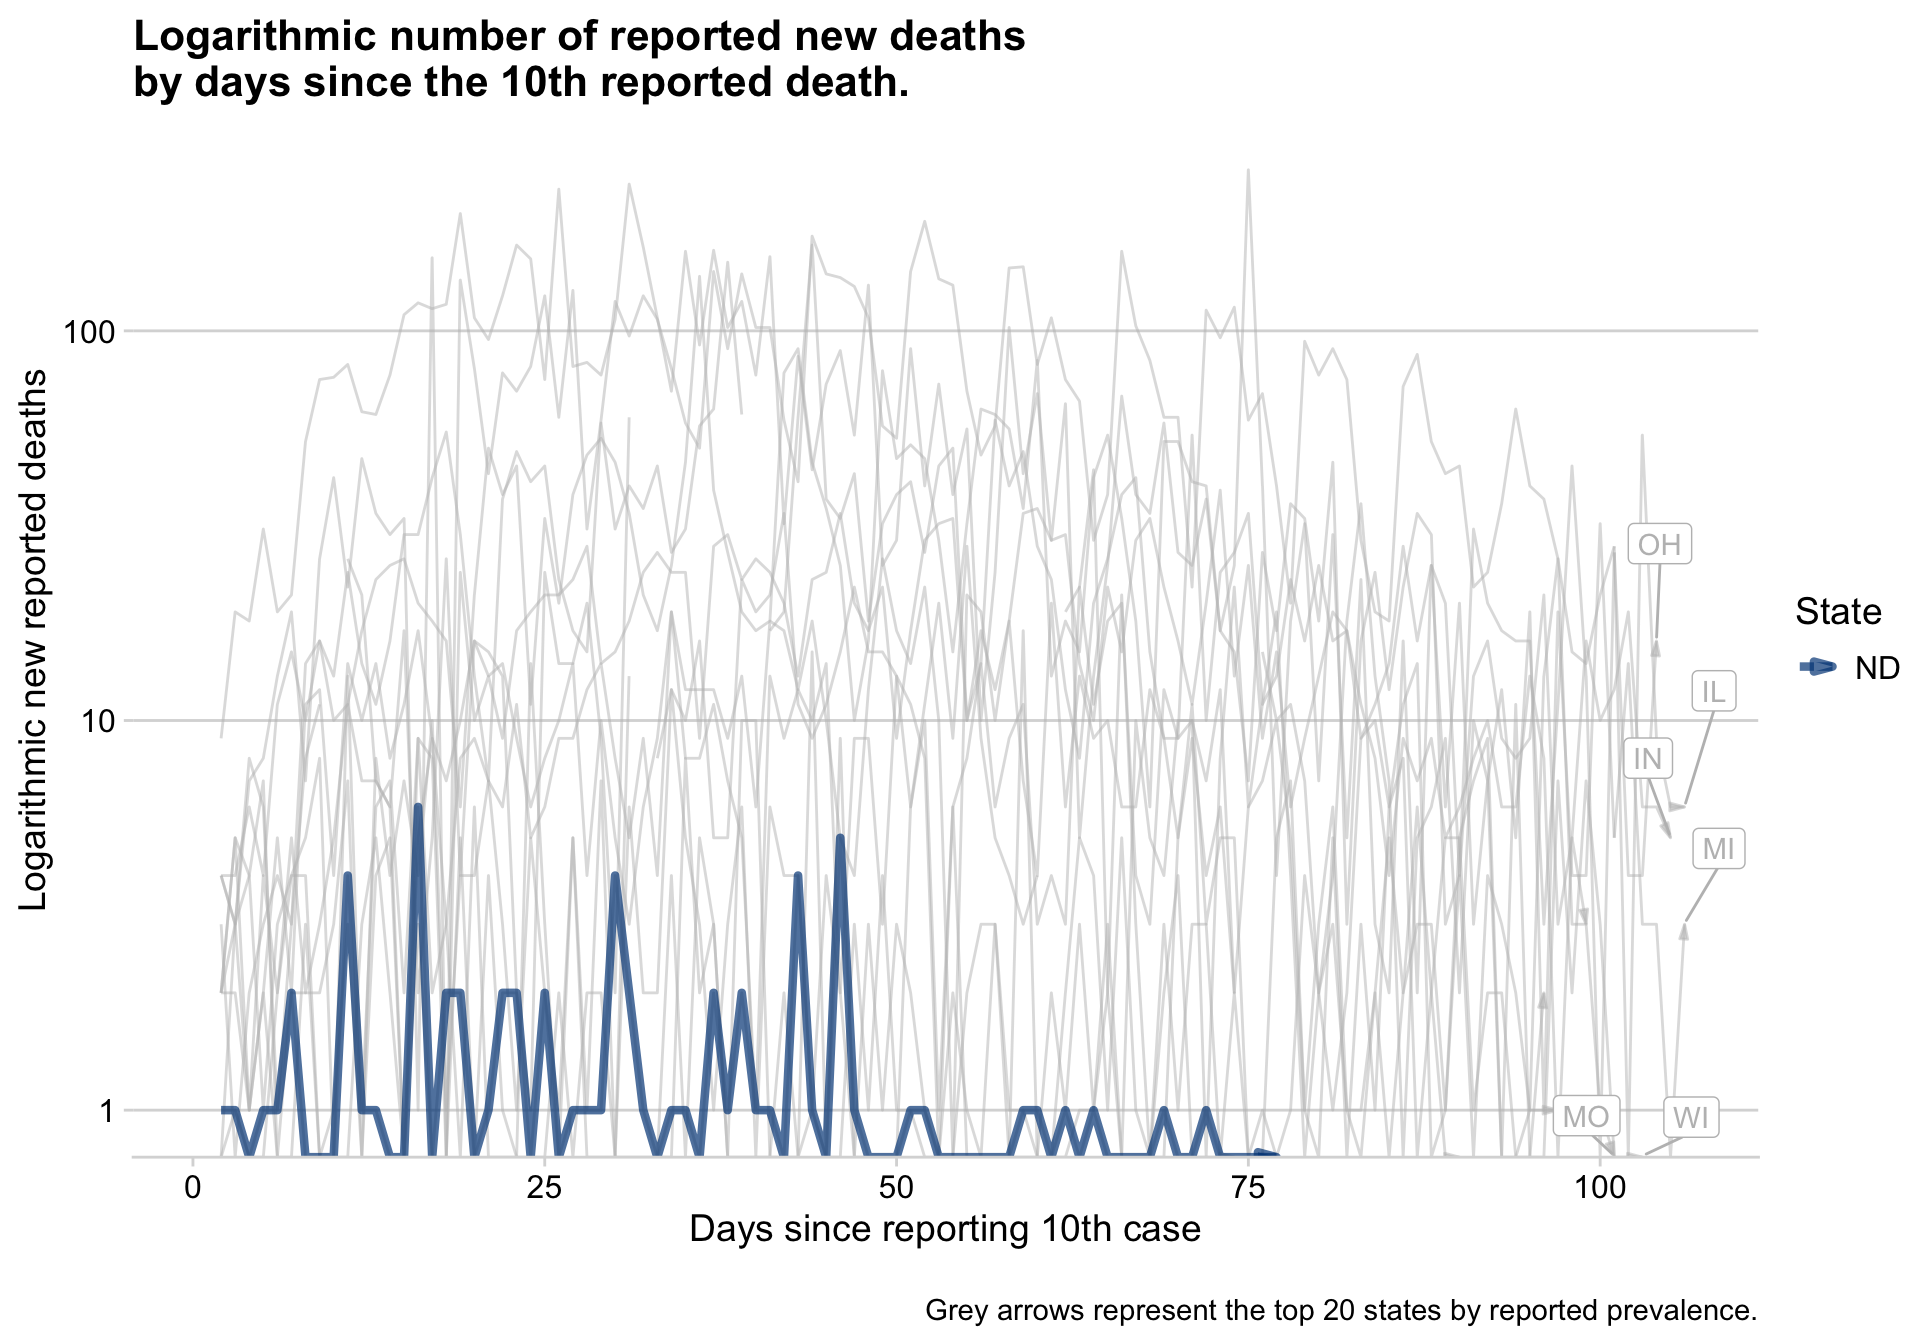 Logarithmic number of reported new deaths
by days since the 10th reported death.
Logarithmic new reported deaths
100
10
1
OH
IL
IN
MI
MO
WI
State
ND
0
25
50
75
100
Days since reporting 10th case
Grey arrows represent the top 20 states by reported prevalence.